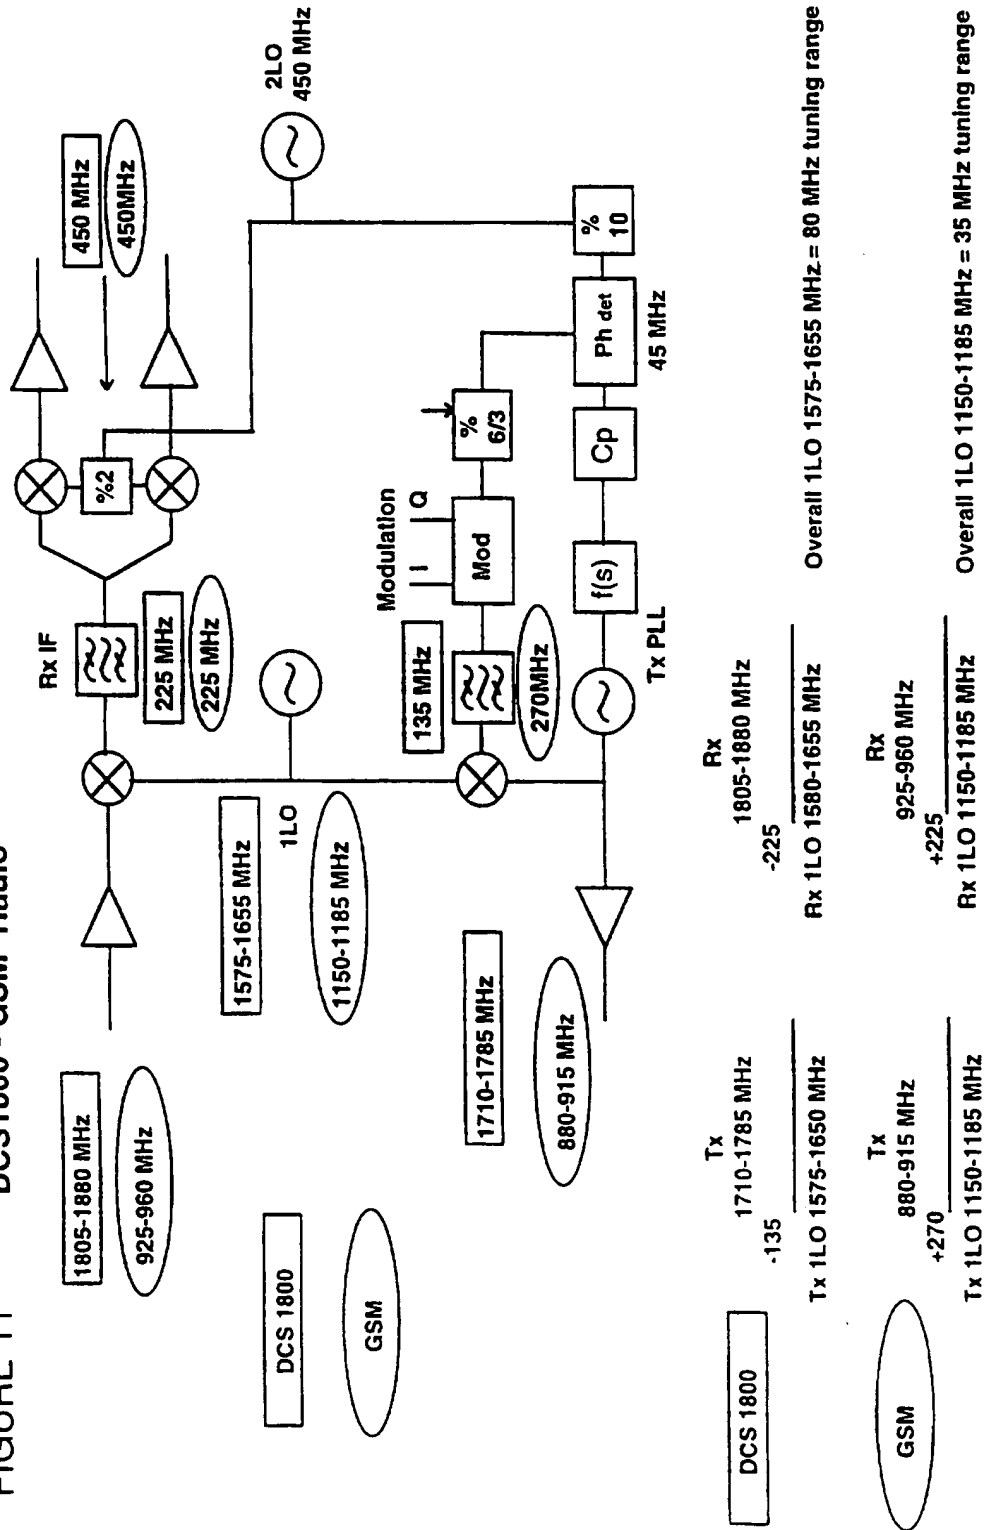 FIGURE 11
DCS1800 - GSM Radio
1805-1880 MHz
925-960 MHz
Rx IF
225 MHz
225 MHz
%2
450 MHz
450MHz
2LO
450 MHz
1575-1655 MHz
1LO
1150-1185 MHz
DCS 1800
GSM
135 MHz
270MHz
Modulation
I
Q
Mod
%
6/3
1710-1785 MHz
880-915 MHz
Tx PLL
f(s)
Cp
Ph det
45 MHz
%
10
DCS 1800
Tx
1710-1785 MHz
-135
Tx 1LO 1575-1650 MHz
Rx
1805-1880 MHz
-225
Rx 1LO 1580-1655 MHz
Overall 1LO 1575-1655 MHz = 80 MHz tuning range
GSM
Tx
880-915 MHz
+270
Tx 1LO 1150-1185 MHz
Rx
925-960 MHz
+225
Rx 1LO 1150-1185 MHz
Overall 1LO 1150-1185 MHz = 35 MHz tuning range